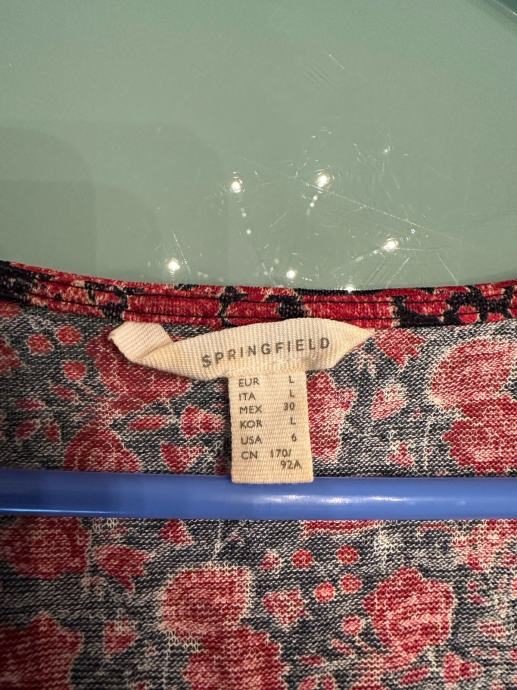 SPRINGFIELD
EUR L
ITA L
MEX 30
KOR L
USA 6
CN 170/
92A